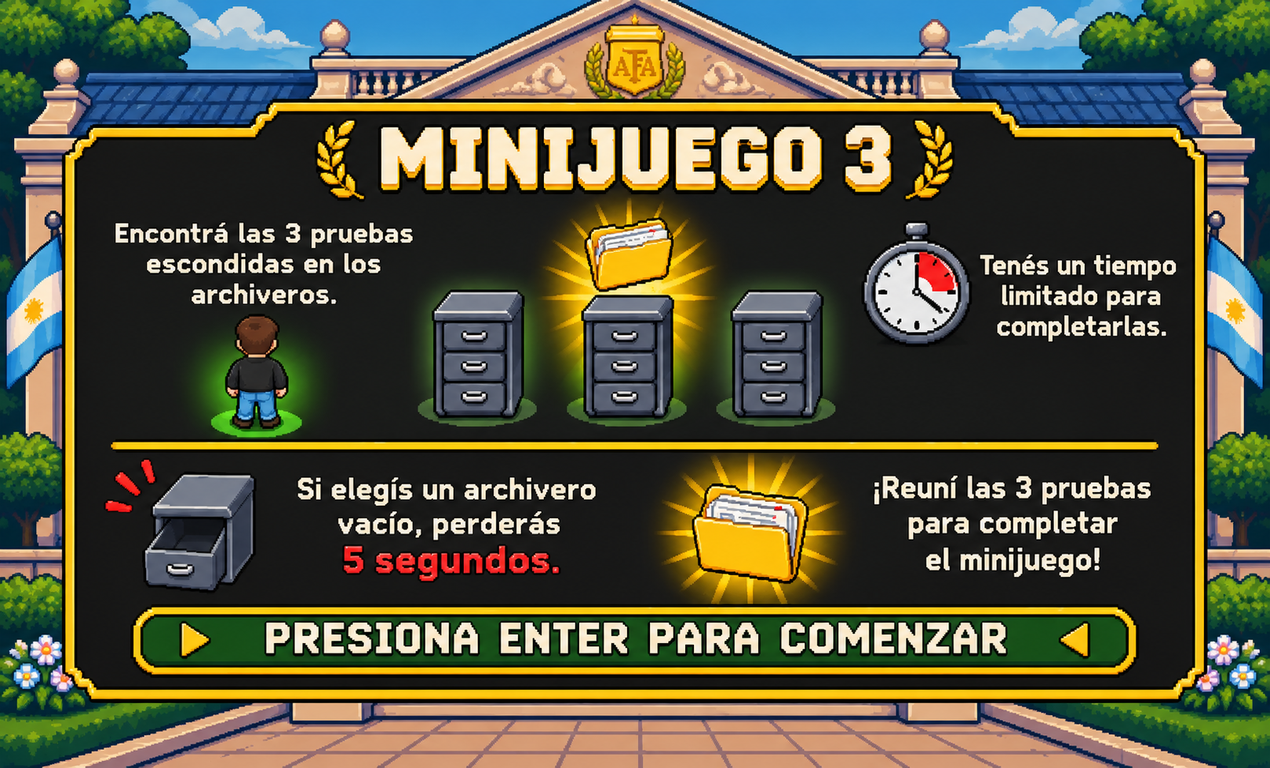 AFA
MINIJUEGO 3
Encontrá las 3 pruebas
escondidas en los
archiveros.
Tenés un tiempo
limitado para
completarlas.
Si elegís un archivero
vacío, perderás
5 segundos.
¡Reuní las 3 pruebas
para completar
el minijuego!
PRESIONA ENTER PARA COMENZAR